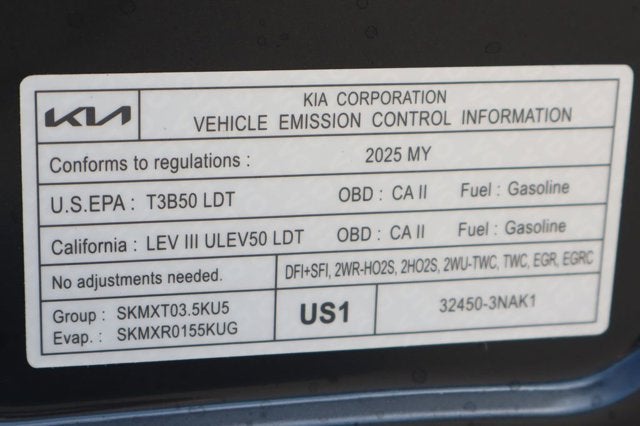 KIA KIA CORPORATION
VEHICLE EMISSION CONTROL INFORMATION
Conforms to regulations : 2025 MY
U.S.EPA : T3B50 LDT OBD : CA II Fuel : Gasoline
California : LEV III ULEV50 LDT OBD : CA II Fuel : Gasoline
No adjustments needed. DFI+SFI, 2WR-HO2S, 2HO2S, 2WU-TWC, TWC, EGR, EGRC
Group : SKMXT03.5KU5 US1 32450-3NAK1
Evap. : SKMXR0155KUG